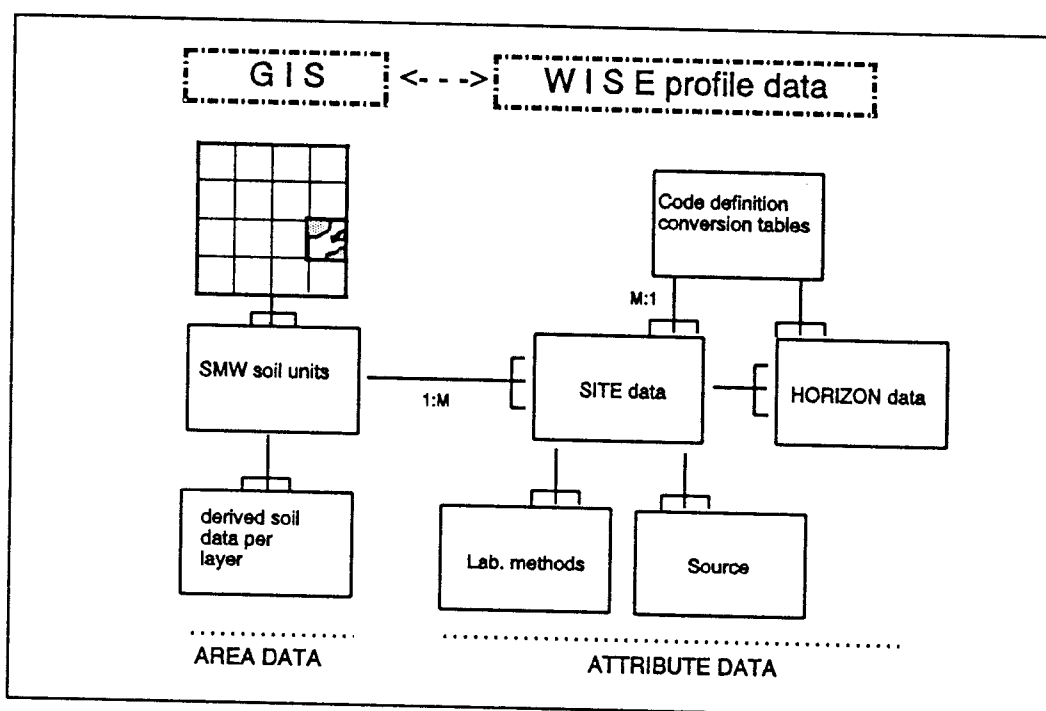 G I S <- - -> W I S E profile data
Code definition
conversion tables
M:1
SMW soil units
1:M
SITE data
HORIZON data
derived soil
data per
layer
Lab. methods
Source
AREA DATA
ATTRIBUTE DATA